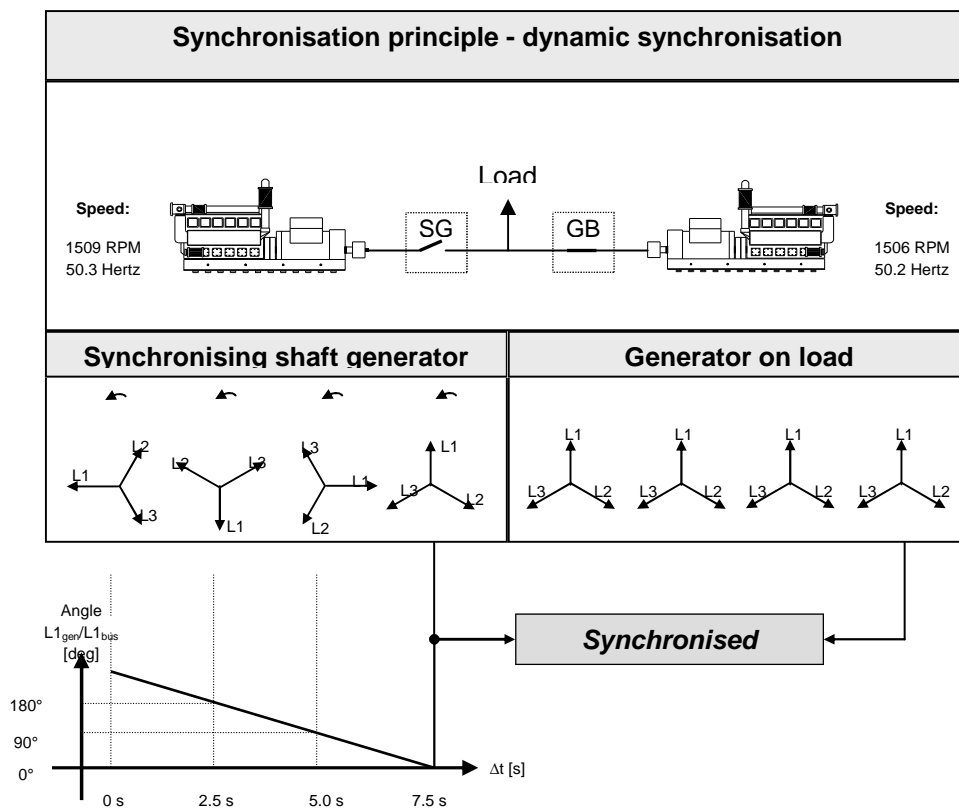 Synchronisation principle - dynamic synchronisation
Load
Speed:
1509 RPM
50.3 Hertz
SG
GB
Speed:
1506 RPM
50.2 Hertz
Synchronising shaft generator
Generator on load
L2
L1
L3
L2
L3
L1
L3
L1
L2
L1
L3
L2
L1
L3
L2
L1
L3
L2
L1
L3
L2
L1
L3
L2
Angle
L1gen/L1bus
[deg]
180°
90°
0°
Synchronised
Δt [s]
0 s
2.5 s
5.0 s
7.5 s